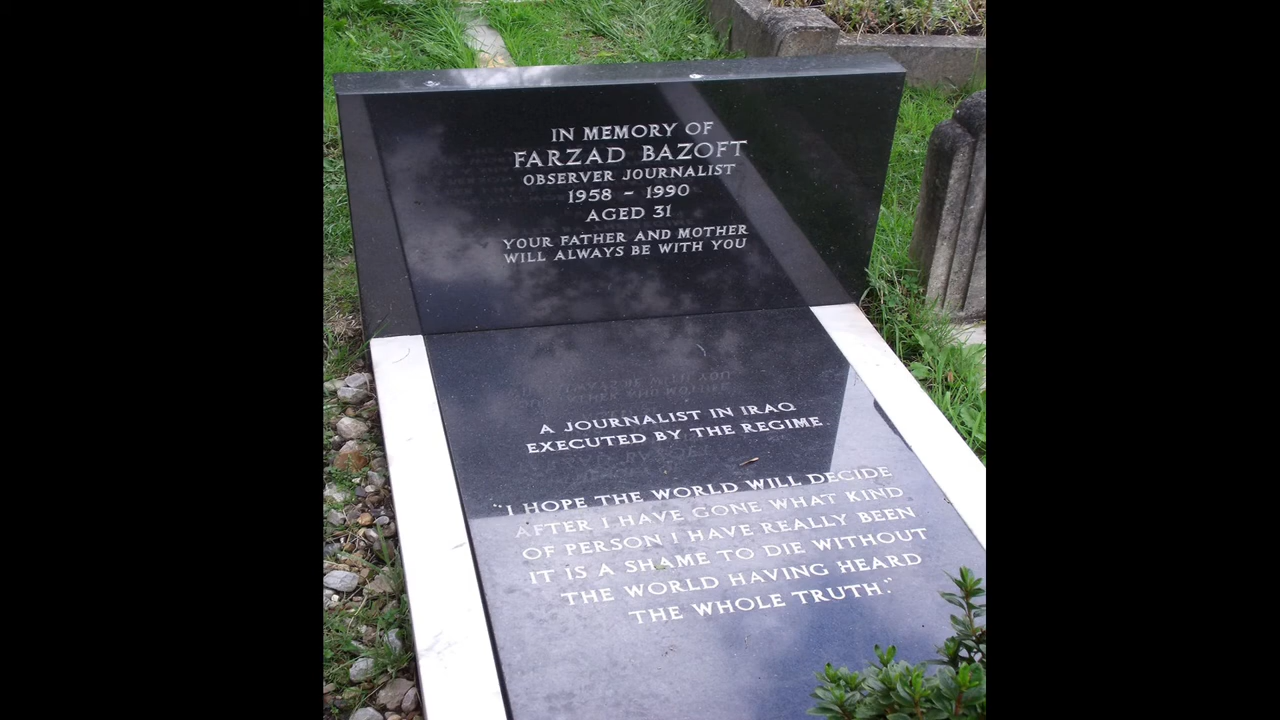 IN MEMORY OF
FARZAD BAZOFT
OBSERVER JOURNALIST
1958 - 1990
AGED 31
YOUR FATHER AND MOTHER
WILL ALWAYS BE WITH YOU
A JOURNALIST IN IRAQ
EXECUTED BY THE REGIME
"I HOPE THE WORLD WILL DECIDE
AFTER I HAVE GONE WHAT KIND
OF PERSON I HAVE REALLY BEEN
IT IS A SHAME TO DIE WITHOUT
THE WORLD HAVING HEARD
THE WHOLE TRUTH."